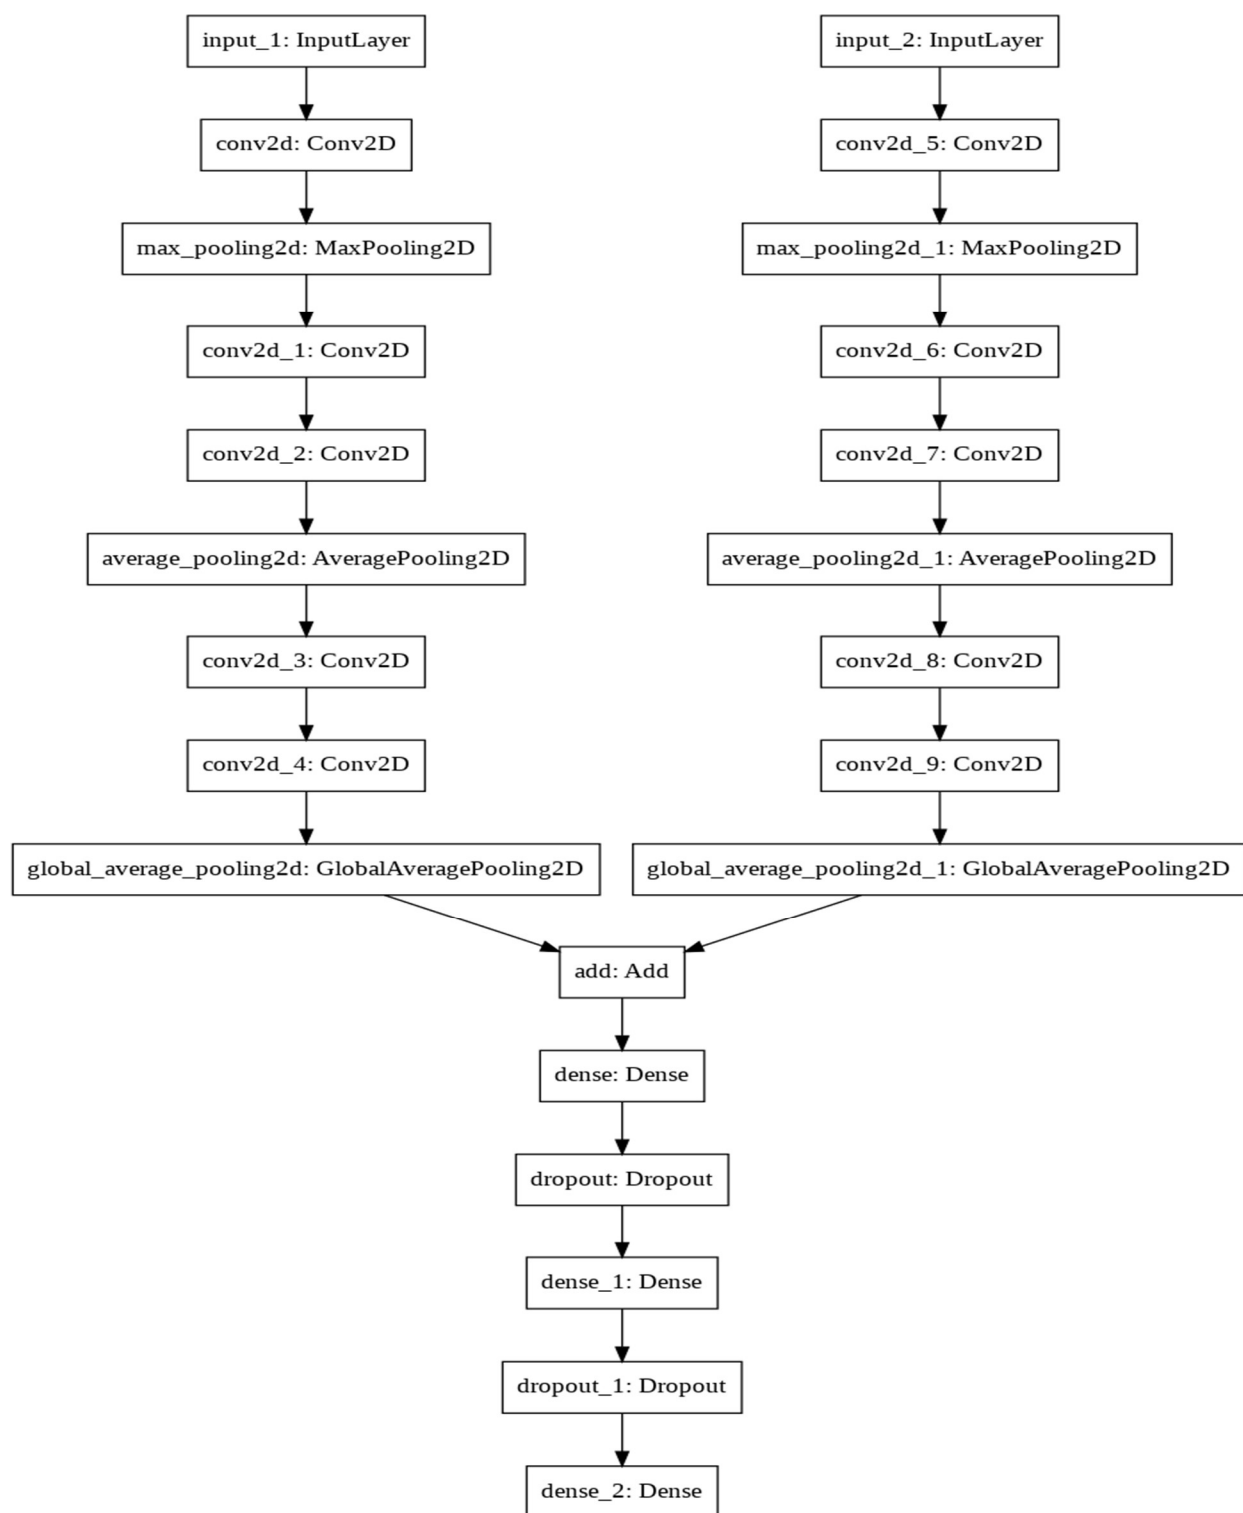 input_1: InputLayer
input_2: InputLayer
conv2d: Conv2D
conv2d_5: Conv2D
max_pooling2d: MaxPooling2D
max_pooling2d_1: MaxPooling2D
conv2d_1: Conv2D
conv2d_6: Conv2D
conv2d_2: Conv2D
conv2d_7: Conv2D
average_pooling2d: AveragePooling2D
average_pooling2d_1: AveragePooling2D
conv2d_3: Conv2D
conv2d_8: Conv2D
conv2d_4: Conv2D
conv2d_9: Conv2D
global_average_pooling2d: GlobalAveragePooling2D
global_average_pooling2d_1: GlobalAveragePooling2D
add: Add
dense: Dense
dropout: Dropout
dense_1: Dense
dropout_1: Dropout
dense_2: Dense